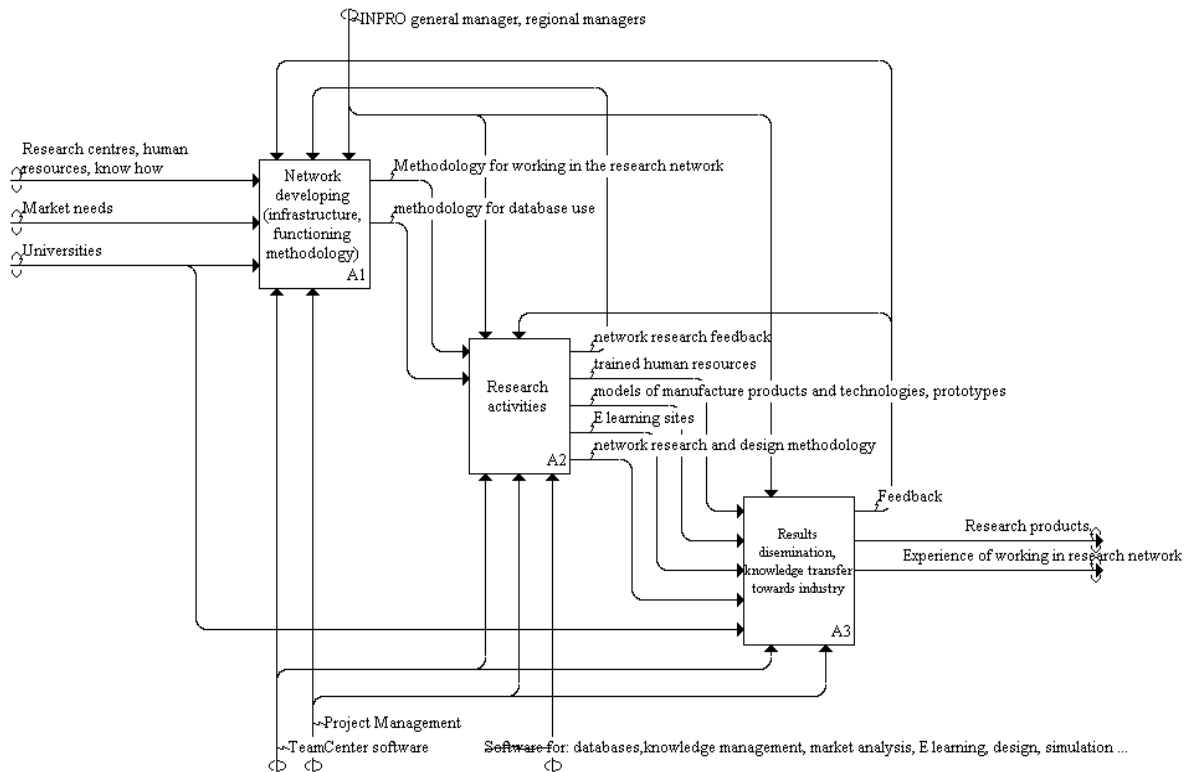 INPRO general manager, regional managers
Research centres, human
resources, know how
Market needs
Universities
Network
developing
(infrastructure,
functioning
methodology)
A1
Methodology for working in the research network
methodology for database use
Research
activities
A2
network research feedback
trained human resources
models of manufacture products and technologies, prototypes
E learning sites
network research and design methodology
Results
disemination,
knowledge transfer
towards industry
A3
Feedback
Research products
Experience of working in research network
Project Management
TeamCenter software
Software for: databases,knowledge management, market analysis, E learning, design, simulation ...